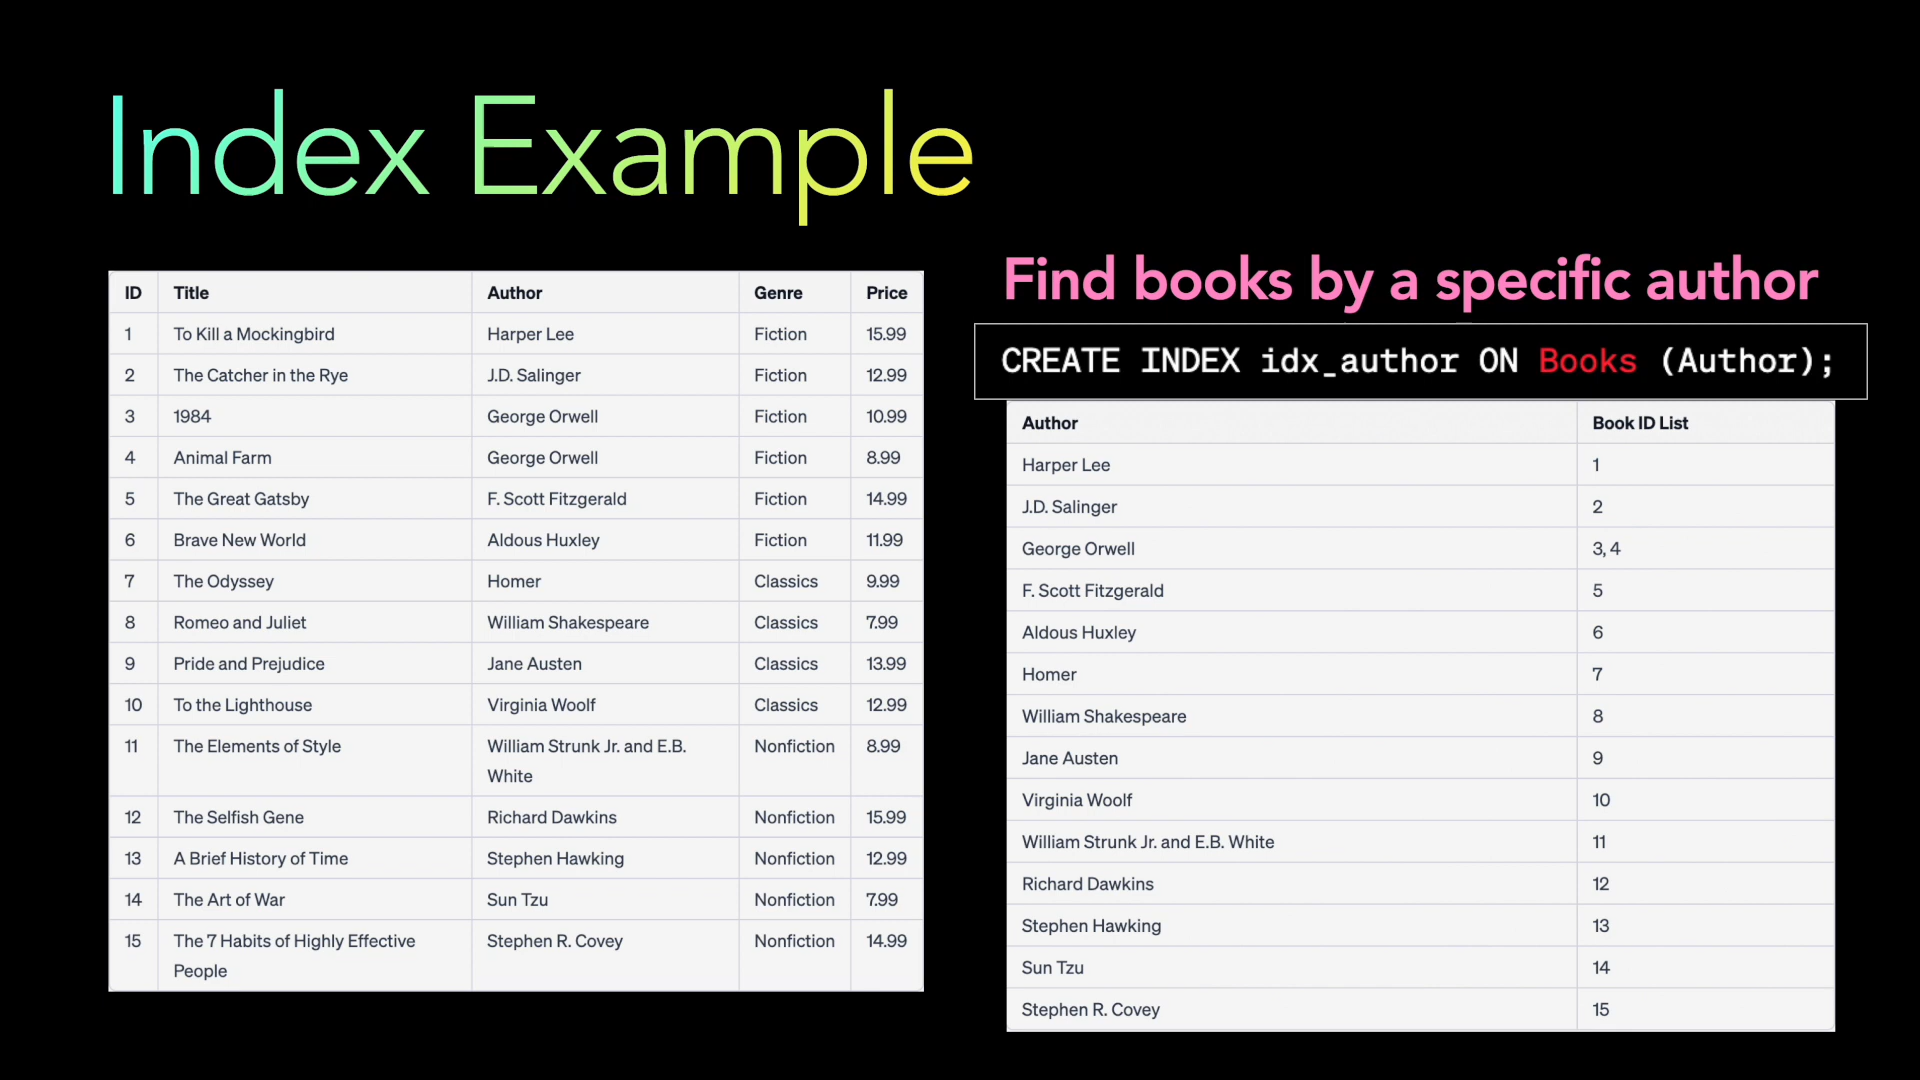 Index Example
ID Title Author Genre Price
1 To Kill a Mockingbird Harper Lee Fiction 15.99
2 The Catcher in the Rye J.D. Salinger Fiction 12.99
3 1984 George Orwell Fiction 10.99
4 Animal Farm George Orwell Fiction 8.99
5 The Great Gatsby F. Scott Fitzgerald Fiction 14.99
6 Brave New World Aldous Huxley Fiction 11.99
7 The Odyssey Homer Classics 9.99
8 Romeo and Juliet William Shakespeare Classics 7.99
9 Pride and Prejudice Jane Austen Classics 13.99
10 To the Lighthouse Virginia Woolf Classics 12.99
11 The Elements of Style William Strunk Jr. and E.B. Nonfiction 8.99
White
12 The Selfish Gene Richard Dawkins Nonfiction 15.99
13 A Brief History of Time Stephen Hawking Nonfiction 12.99
14 The Art of War Sun Tzu Nonfiction 7.99
15 The 7 Habits of Highly Effective Stephen R. Covey Nonfiction 14.99
People
Find books by a specific author
CREATE INDEX idx_author ON Books (Author);
Author Book ID List
Harper Lee 1
J.D. Salinger 2
George Orwell 3, 4
F. Scott Fitzgerald 5
Aldous Huxley 6
Homer 7
William Shakespeare 8
Jane Austen 9
Virginia Woolf 10
William Strunk Jr. and E.B. White 11
Richard Dawkins 12
Stephen Hawking 13
Sun Tzu 14
Stephen R. Covey 15